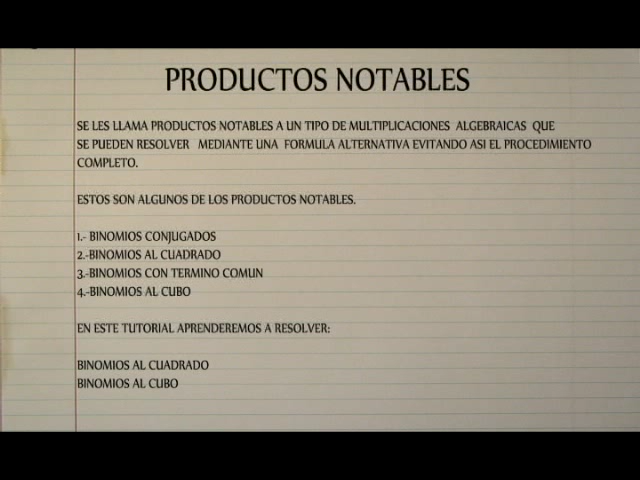 PRODUCTOS NOTABLES
SE LES LLAMA PRODUCTOS NOTABLES A UN TIPO DE MULTIPLICACIONES ALGEBRAICAS QUE
SE PUEDEN RESOLVER MEDIANTE UNA FORMULA ALTERNATIVA EVITANDO ASI EL PROCEDIMIENTO
COMPLETO.
ESTOS SON ALGUNOS DE LOS PRODUCTOS NOTABLES.
1.- BINOMIOS CONJUGADOS
2.-BINOMIOS AL CUADRADO
3.-BINOMIOS CON TERMINO COMUN
4.-BINOMIOS AL CUBO
EN ESTE TUTORIAL APRENDEREMOS A RESOLVER:
BINOMIOS AL CUADRADO
BINOMIOS AL CUBO